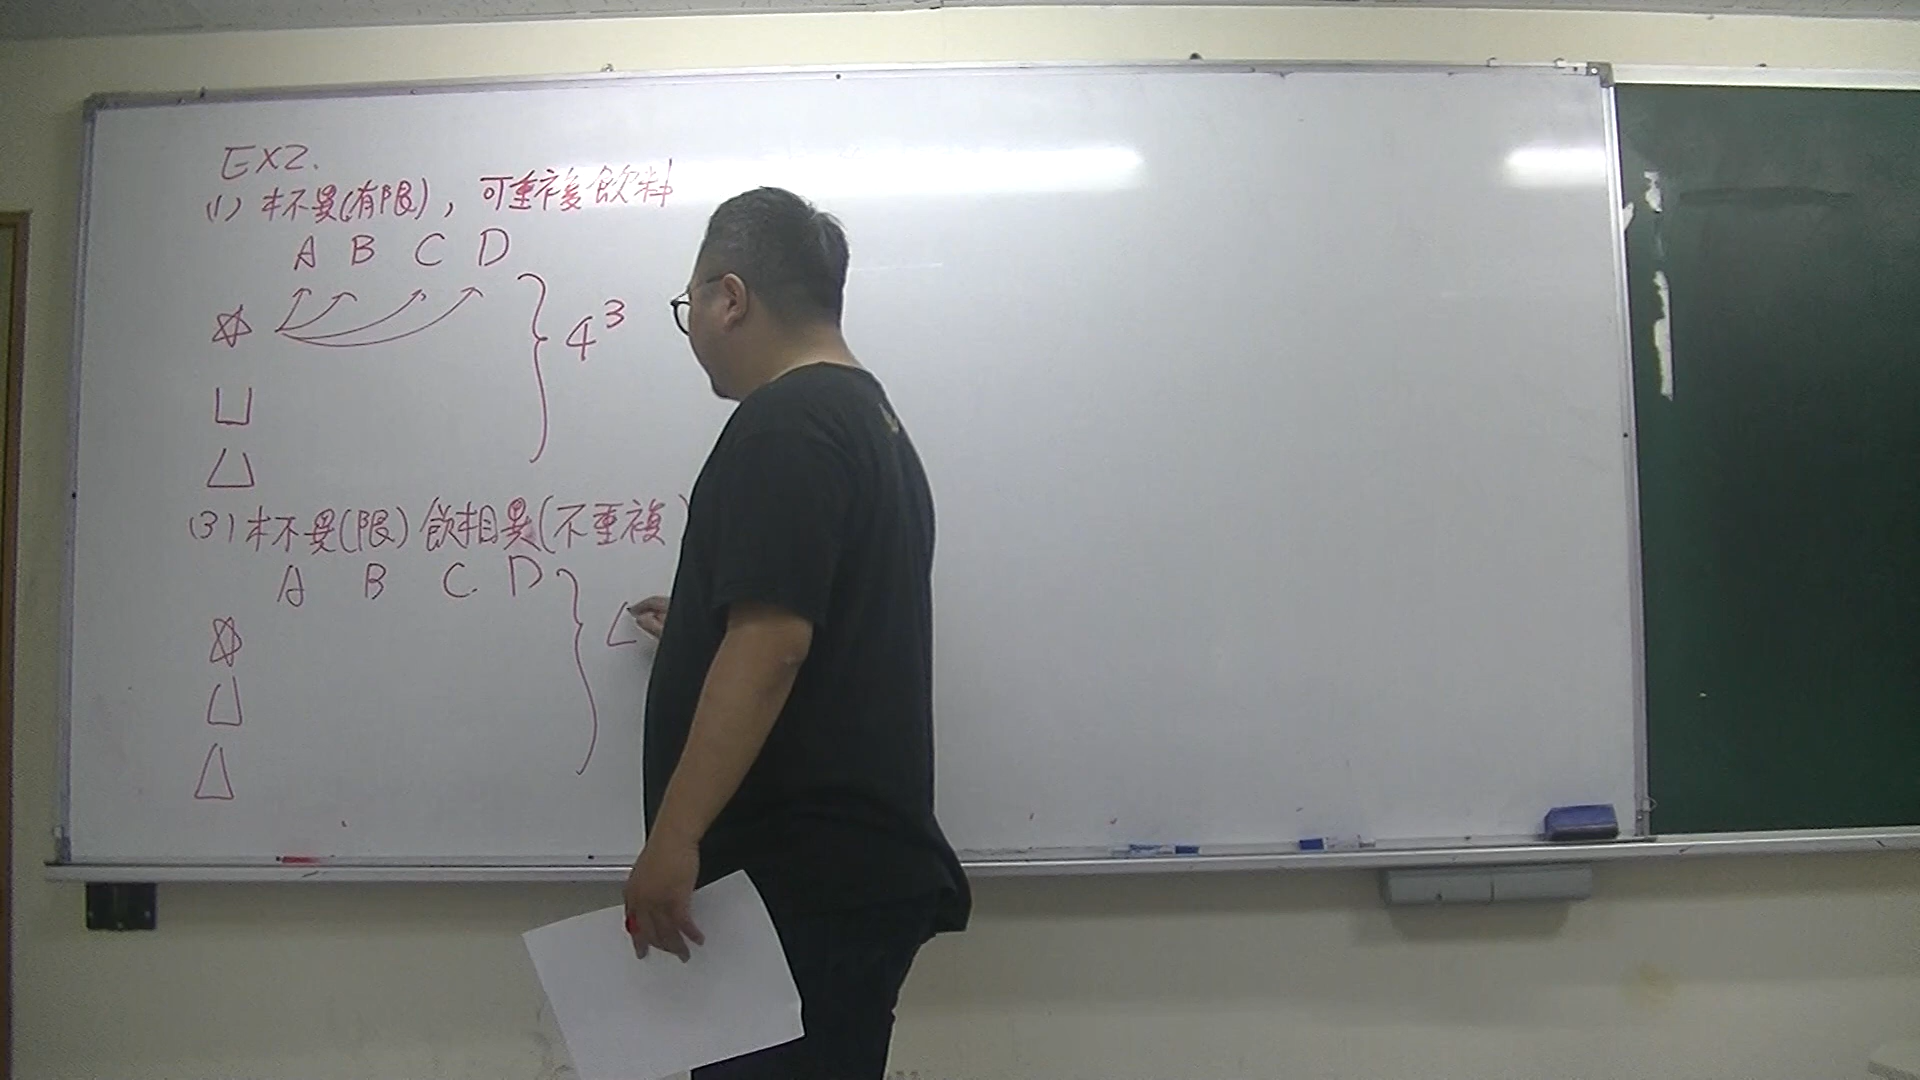 EX2.
(1) 杯異(有限), 可重複飲料
A B C D
4³
(3) 杯異(限) 飲相異(不重複)
A B C D